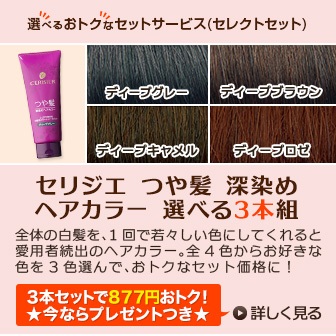 選べるおトクなセットサービス(セレクトセット)
CERISIER
つや髪
ディープグレー
ディープブラウン
ディープキャメル
ディープロゼ
セリジエ つや髪 深染め
ヘアカラー 選べる3本組
全体の白髪を、1回で若々しい色にしてくれると
愛用者続出のヘアカラー。全4色からお好きな
色を3色選んで、おトクなセット価格に！
3本セットで877円おトク！
★今ならプレゼントつき★
詳しく見る